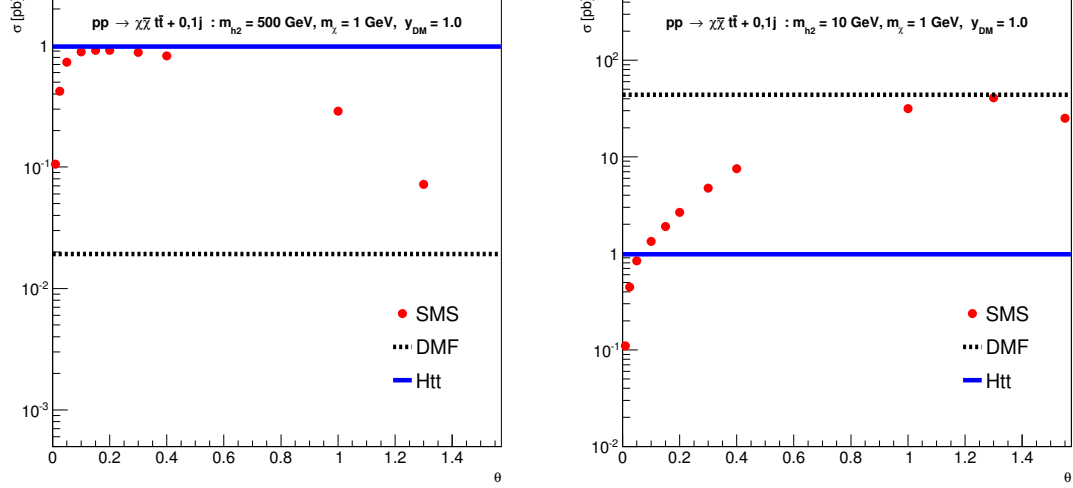 σ [pb]
pp → χχ̄ tt̄ + 0,1j : m_h2 = 500 GeV, m_χ = 1 GeV, y_DM = 1.0
1
10⁻¹
10⁻²
10⁻³
SMS
DMF
Htt
0 0.2 0.4 0.6 0.8 1 1.2 1.4
θ
σ [pb]
pp → χχ̄ tt̄ + 0,1j : m_h2 = 10 GeV, m_χ = 1 GeV, y_DM = 1.0
10²
10
1
10⁻¹
10⁻²
SMS
DMF
Htt
0 0.2 0.4 0.6 0.8 1 1.2 1.4
θ